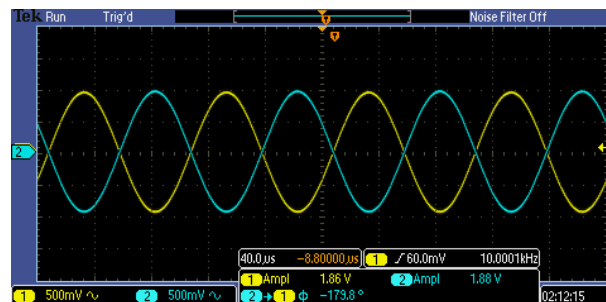 Tek Run Trig'd Noise Filter Off
2
40.0µs -8.80000µs 1 60.0mV 10.0001kHz
1 Ampl 1.86 V 2 Ampl 1.88 V
1 500mV 2 500mV 2→1 ϕ -179.8° 02:12:15